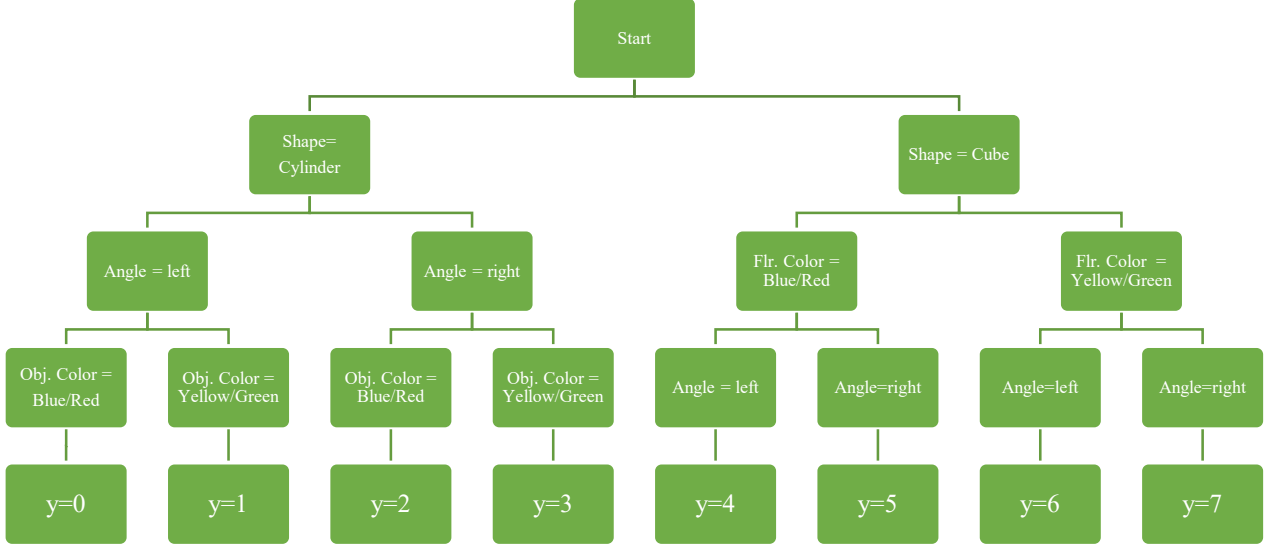 Start
Shape=
Cylinder
Shape = Cube
Angle = left
Angle = right
Flr. Color =
Blue/Red
Flr. Color  =
Yellow/Green
Obj. Color =
Blue/Red
Obj. Color =
Yellow/Green
Obj. Color =
Blue/Red
Obj. Color =
Yellow/Green
Angle = left
Angle=right
Angle=left
Angle=right
y=0
y=1
y=2
y=3
y=4
y=5
y=6
y=7